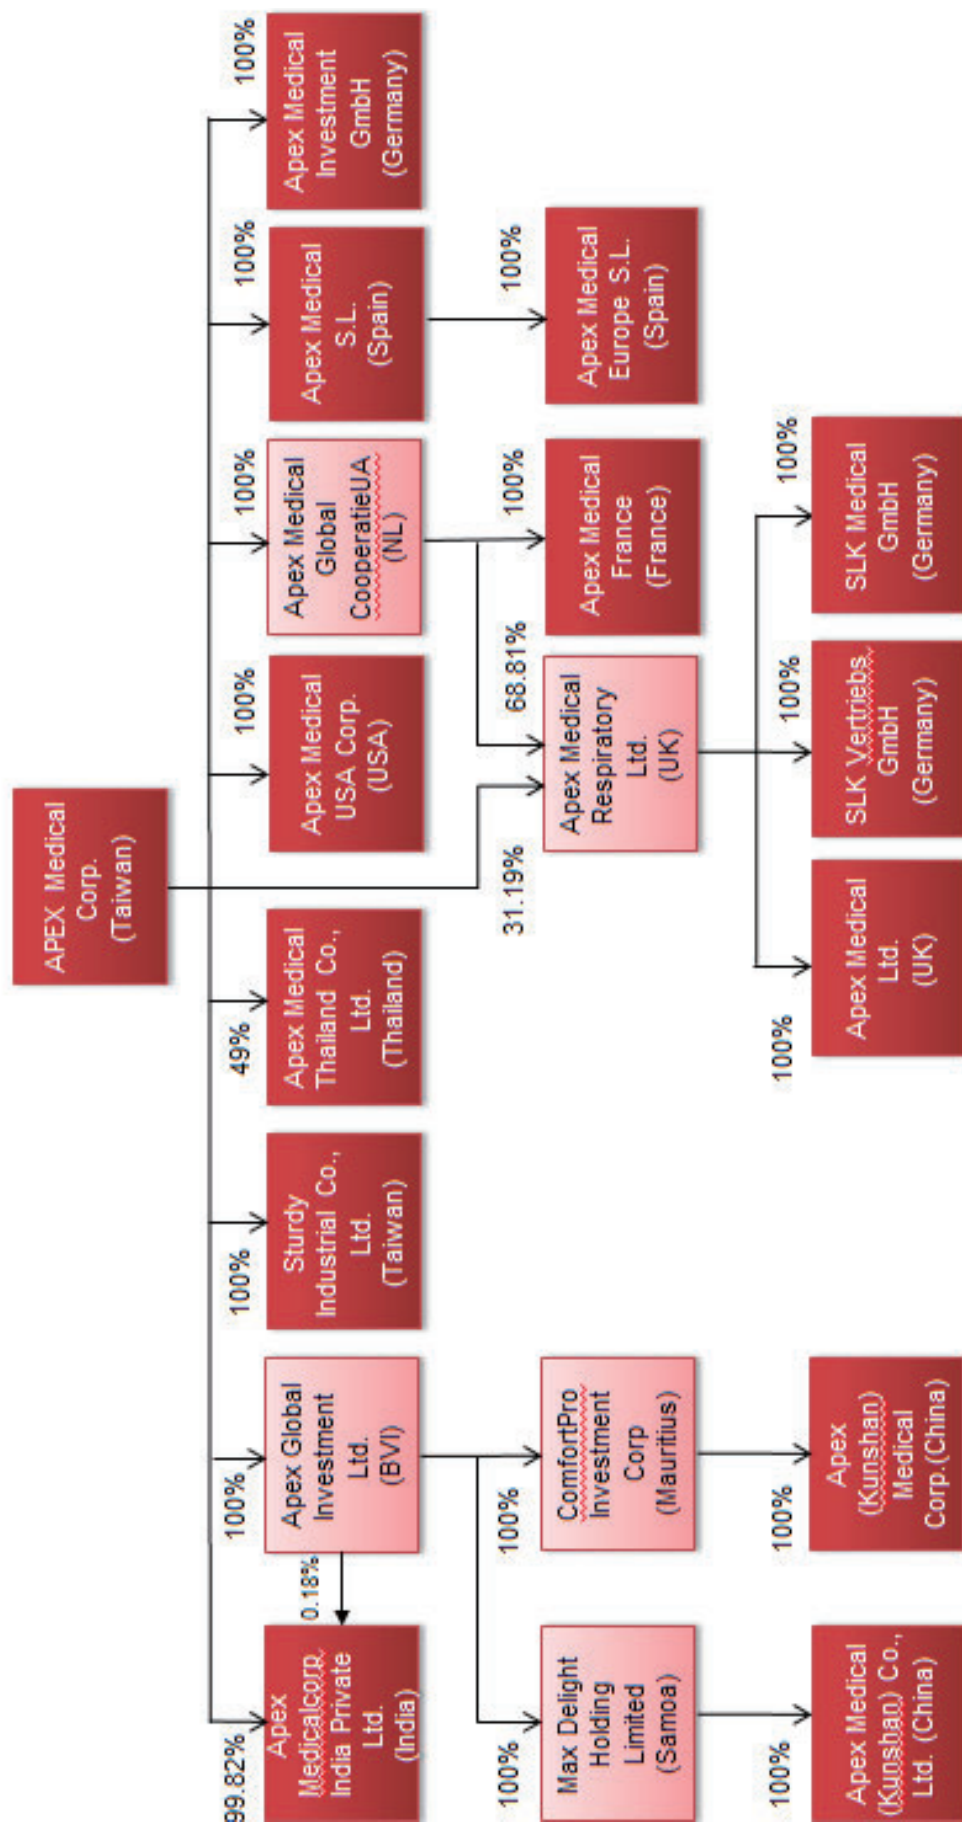 APEX Medical
Corp.
(Taiwan)
99.82%
100%
100%
49%
100%
100%
100%
100%
Apex
Medicalcorp
India Private
Ltd.
(India)
0.18%
Apex Global
Investment
Ltd.
(BVI)
Sturdy
Industrial Co.,
Ltd.
(Taiwan)
Apex Medical
Thailand Co.,
Ltd.
(Thailand)
Apex Medical
USA Corp.
(USA)
Apex Medical
Global
CooperatieUA
(NL)
Apex Medical
S.L.
(Spain)
Apex Medical
Investment
GmbH
(Germany)
100%
100%
31.19%
68.81%
100%
100%
Max Delight
Holding
Limited
(Samoa)
ComfortPro
Investment
Corp
(Mauritius)
Apex Medical
Respiratory
Ltd.
(UK)
Apex Medical
France
(France)
Apex Medical
Europe S.L.
(Spain)
100%
100%
100%
100%
100%
Apex Medical
(Kunshan) Co.,
Ltd. (China)
Apex
(Kunshan)
Medical
Corp.(China)
Apex Medical
Ltd.
(UK)
SLK Vertriebs
GmbH
(Germany)
SLK Medical
GmbH
(Germany)